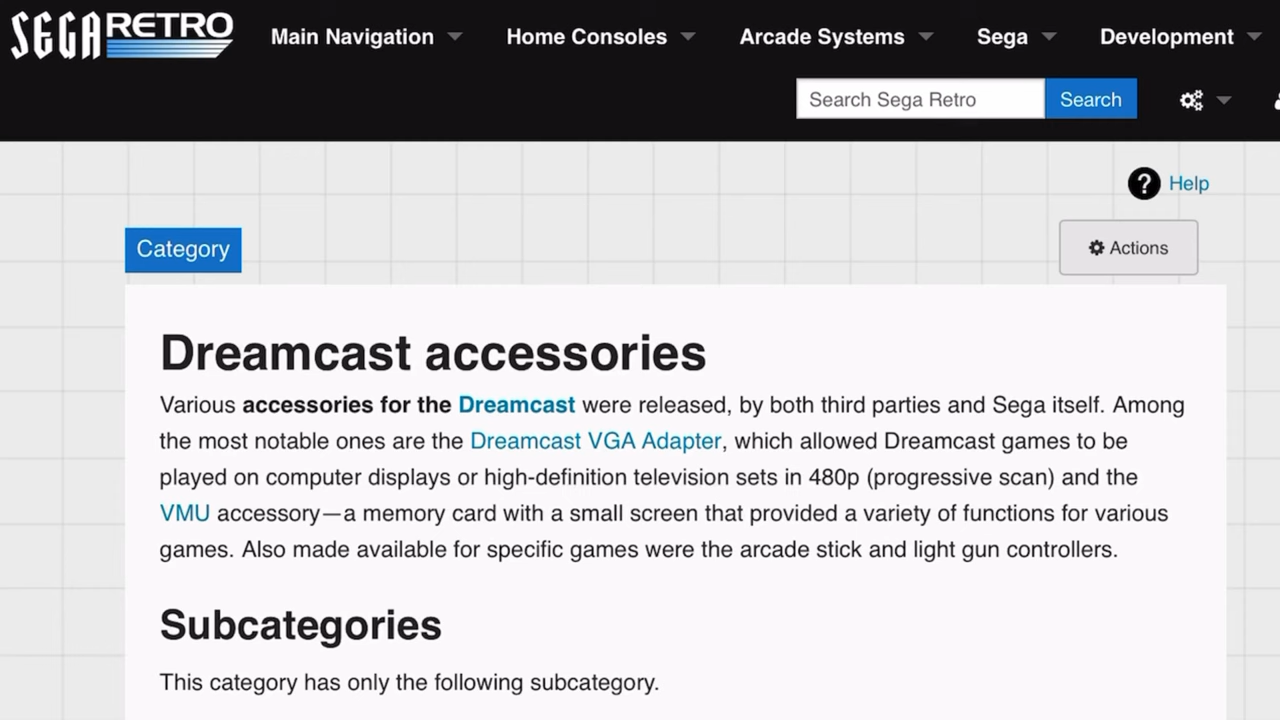 SEGA RETRO
Main Navigation Home Consoles Arcade Systems Sega Development
Search Sega Retro Search
? Help
Category
Actions
Dreamcast accessories
Various accessories for the Dreamcast were released, by both third parties and Sega itself. Among
the most notable ones are the Dreamcast VGA Adapter, which allowed Dreamcast games to be
played on computer displays or high-definition television sets in 480p (progressive scan) and the
VMU accessory—a memory card with a small screen that provided a variety of functions for various
games. Also made available for specific games were the arcade stick and light gun controllers.
Subcategories
This category has only the following subcategory.